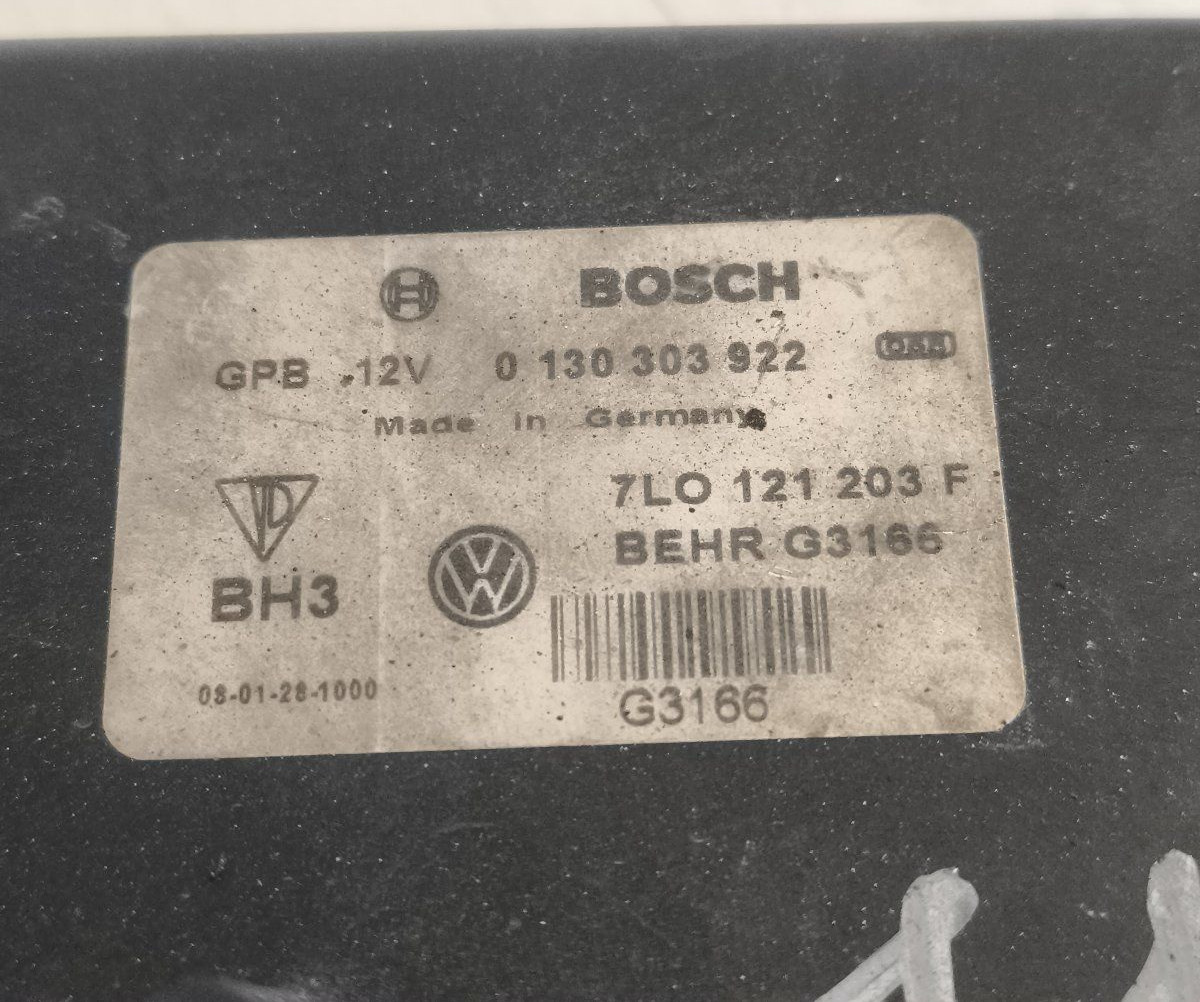 BOSCH
GPB 12V 0 130 303 922
Made in Germany
7LO 121 203 F
BEHR G3166
BH3
08-01-28-1000
G3166